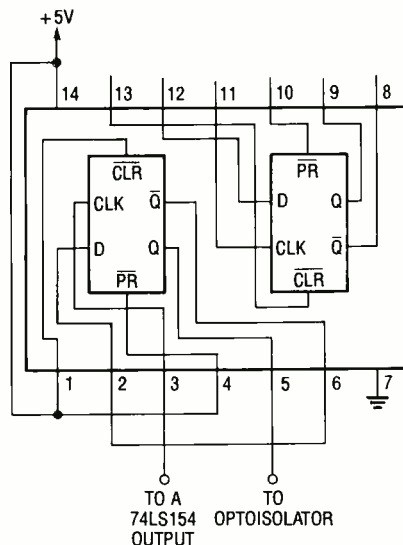 +5V
14 13 12 11 10 9 8
CLR PR
CLK Q D Q
D Q CLK Q
PR CLR
1 2 3 4 5 6 7
TO A TO
74LS154 OPTOISOLATOR
OUTPUT